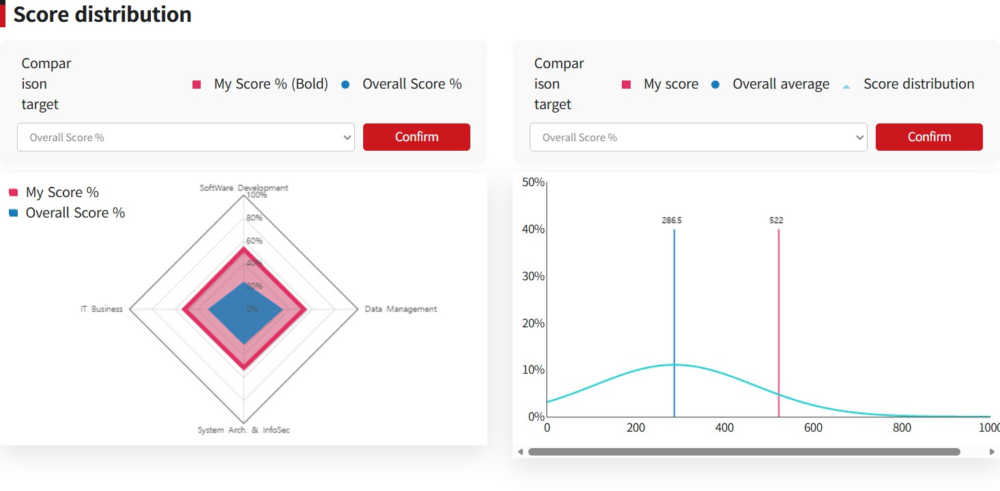 Score distribution
Compar
ison
target
My Score % (Bold)
Overall Score %
Overall Score %
Confirm
Compar
ison
target
My score
Overall average
Score distribution
Overall Score %
Confirm
My Score %
Overall Score %
SoftWare Development
100%
80%
60%
40%
20%
0%
IT Business
Data Management
System Arch. & InfoSec
50%
40%
30%
20%
10%
0%
286.5
522
0
200
400
600
800
1000